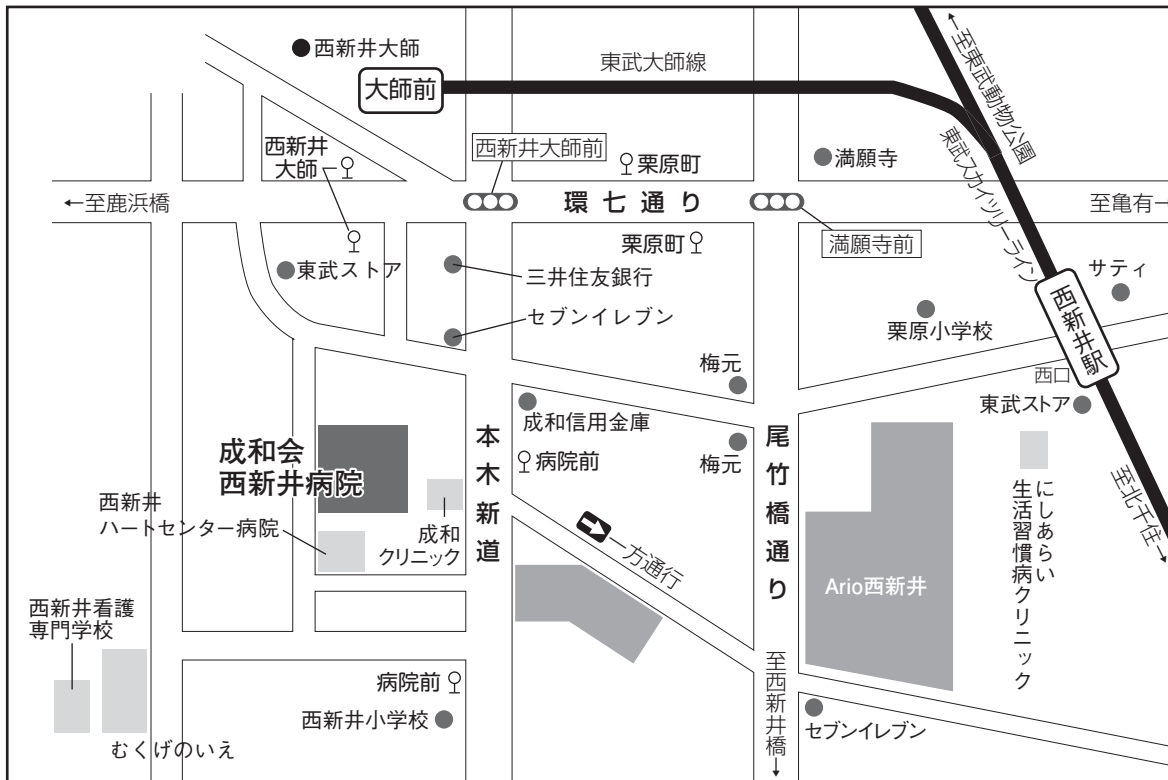 西新井大師
大師前
東武大師線
←至東武動物公園
東武スカイツリーライン
西新井
大師
西新井大師前
栗原町
満願寺
←至鹿浜橋
環七通り
至亀有→
栗原町
満願寺前
東武ストア
三井住友銀行
セブンイレブン
サティ
西新井駅
栗原小学校
梅元
西口
東武ストア
成和信用金庫
梅元
病院前
成和会
西新井病院
本木新道
尾竹橋通り
西新井
ハートセンター病院
成和
クリニック
一方通行
Ario西新井
にしあらい
生活習慣病クリニック
至北千住→
西新井看護
専門学校
むくげのいえ
病院前
西新井小学校
至西新井橋→
セブンイレブン